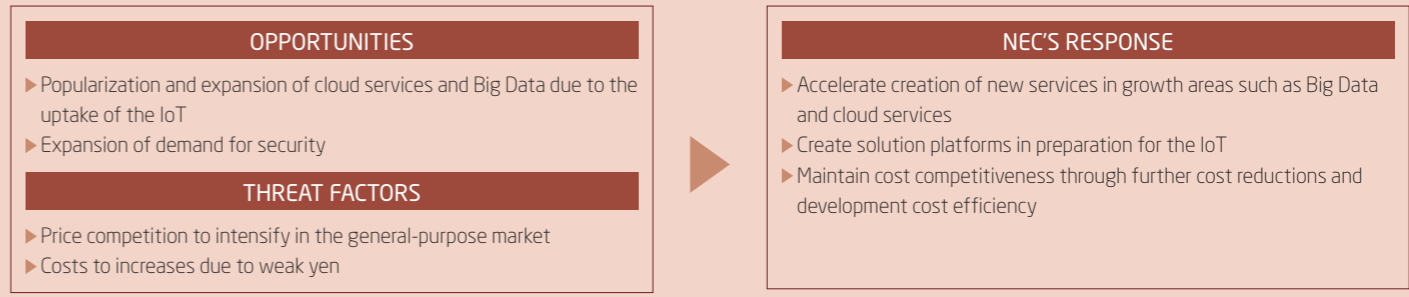 OPPORTUNITIES
Popularization and expansion of cloud services and Big Data due to the
uptake of the IoT
Expansion of demand for security
THREAT FACTORS
Price competition to intensify in the general-purpose market
Costs to increases due to weak yen
NEC'S RESPONSE
Accelerate creation of new services in growth areas such as Big Data
and cloud services
Create solution platforms in preparation for the IoT
Maintain cost competitiveness through further cost reductions and
development cost efficiency